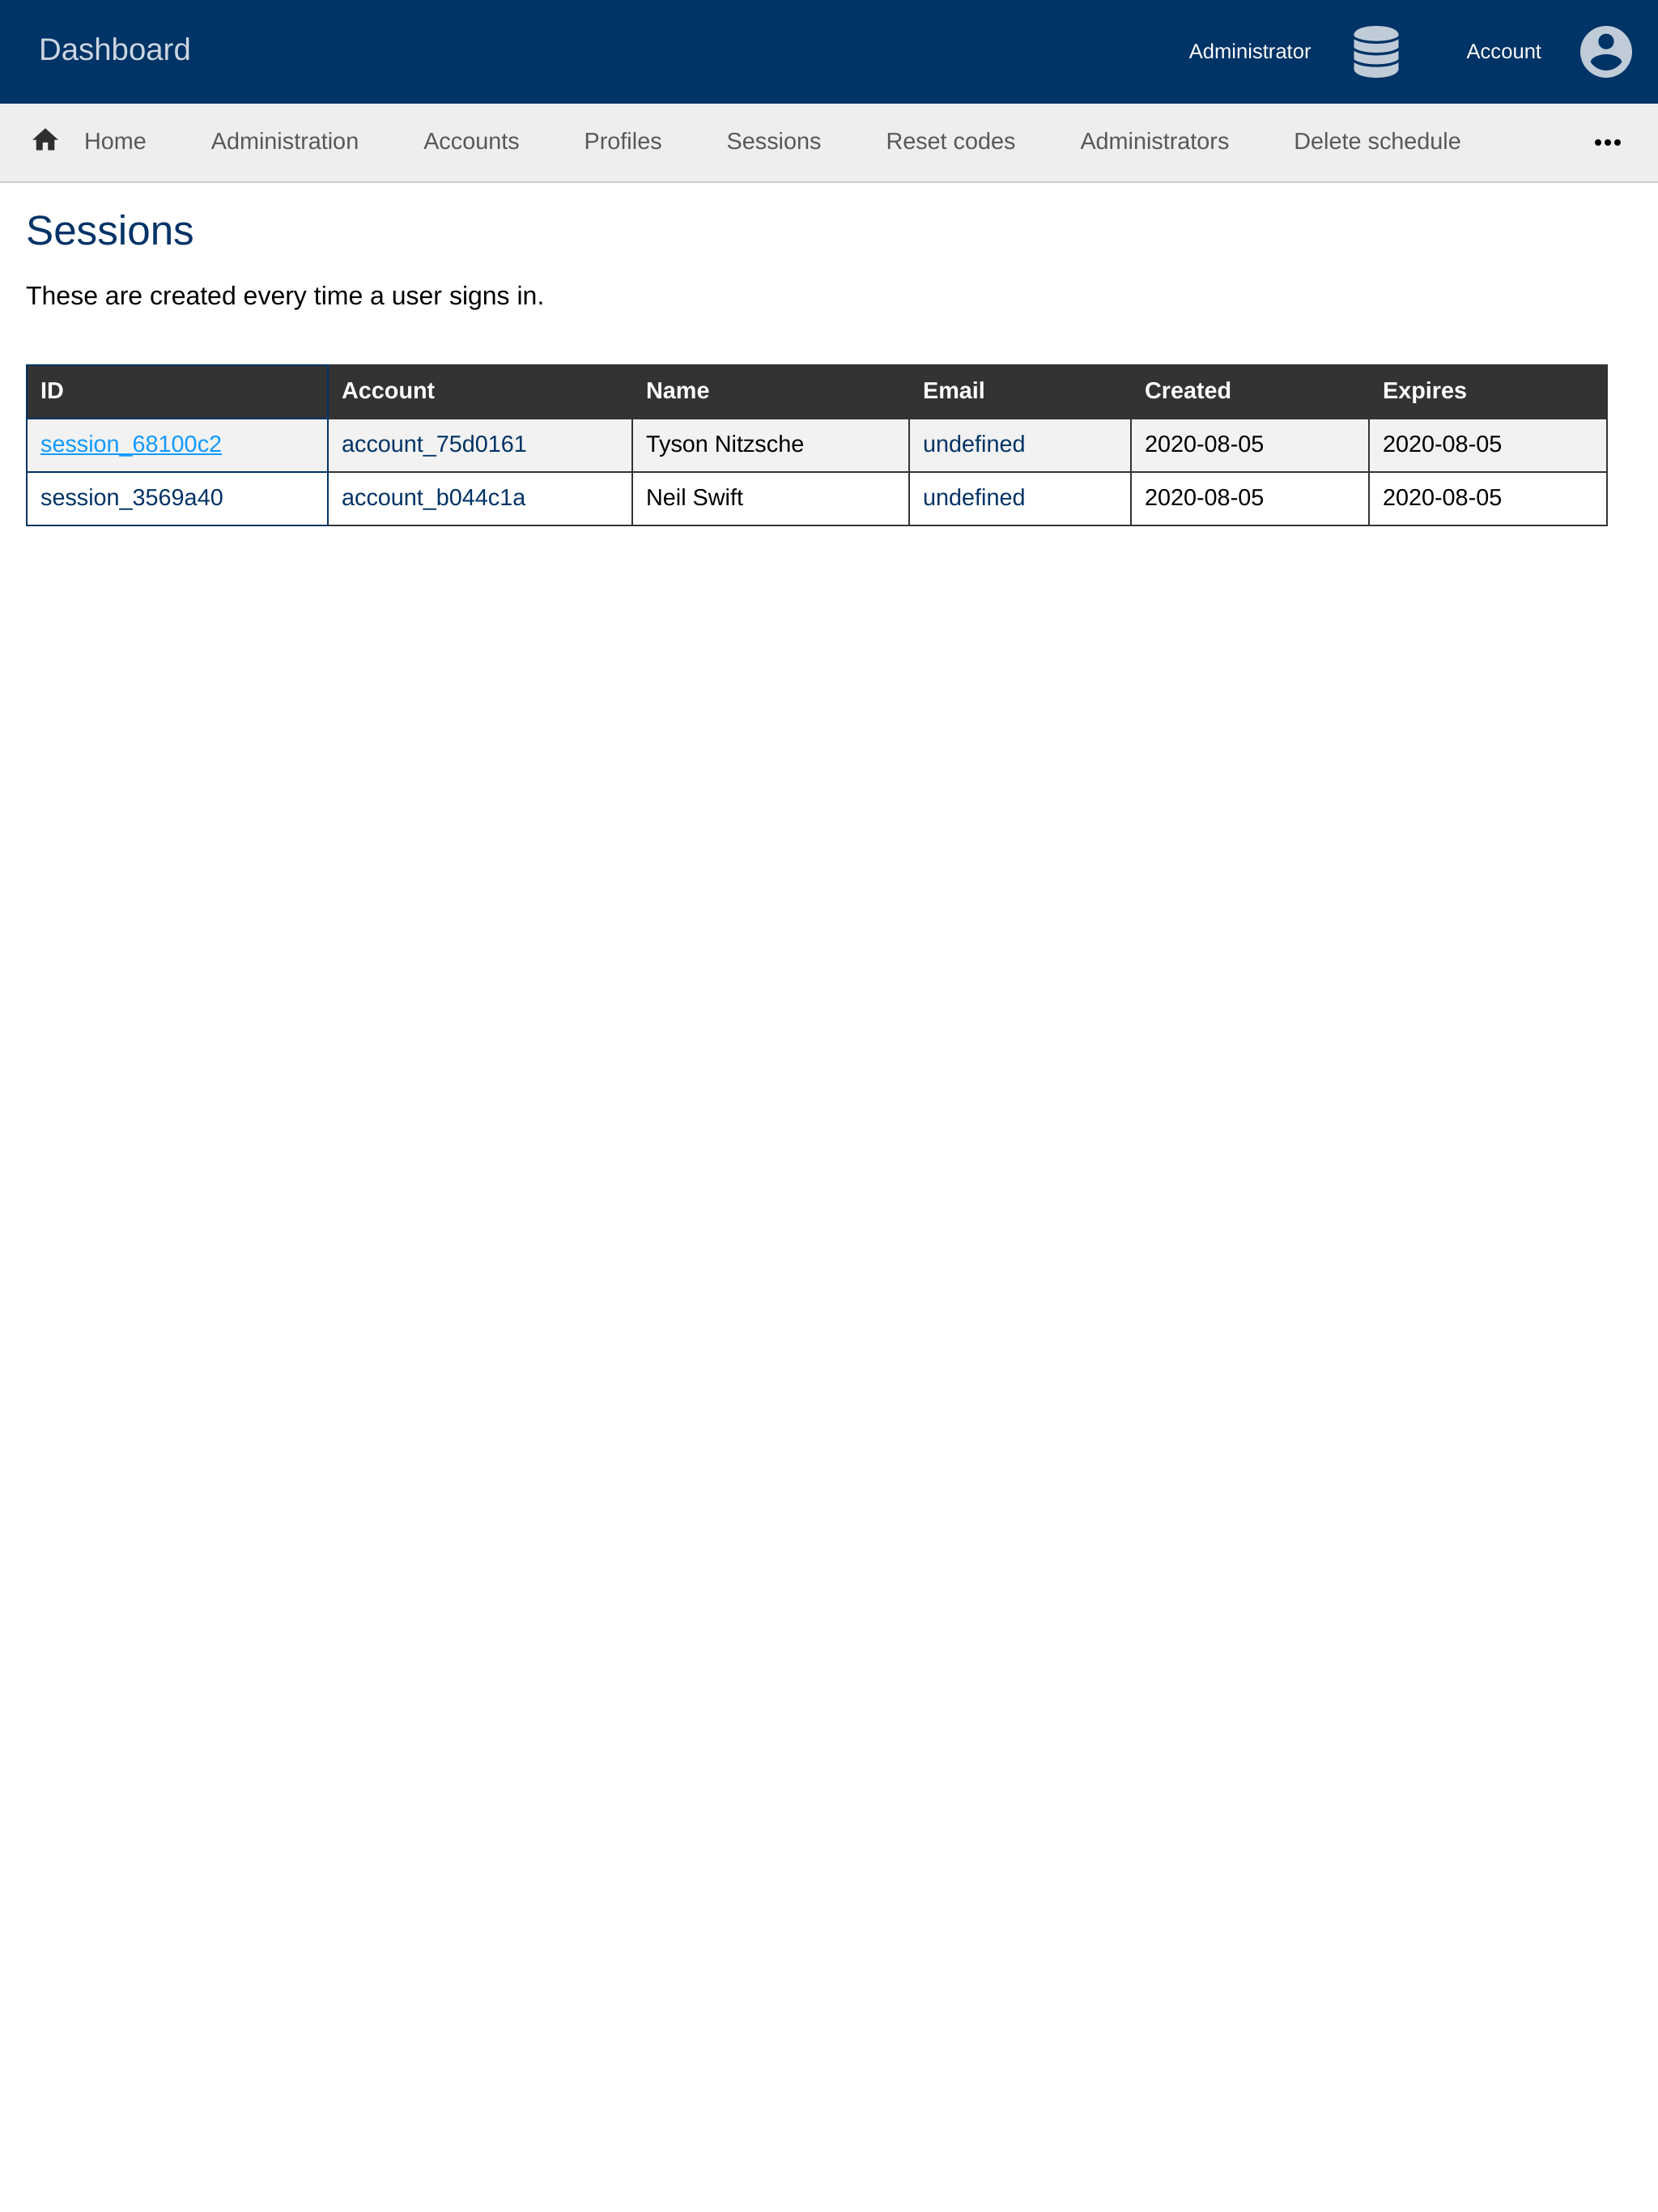 Dashboard Administrator Account
Home Administration Accounts Profiles Sessions Reset codes Administrators Delete schedule
Sessions
These are created every time a user signs in.
ID Account Name Email Created Expires
session_68100c2 account_75d0161 Tyson Nitzsche undefined 2020-08-05 2020-08-05
session_3569a40 account_b044c1a Neil Swift undefined 2020-08-05 2020-08-05